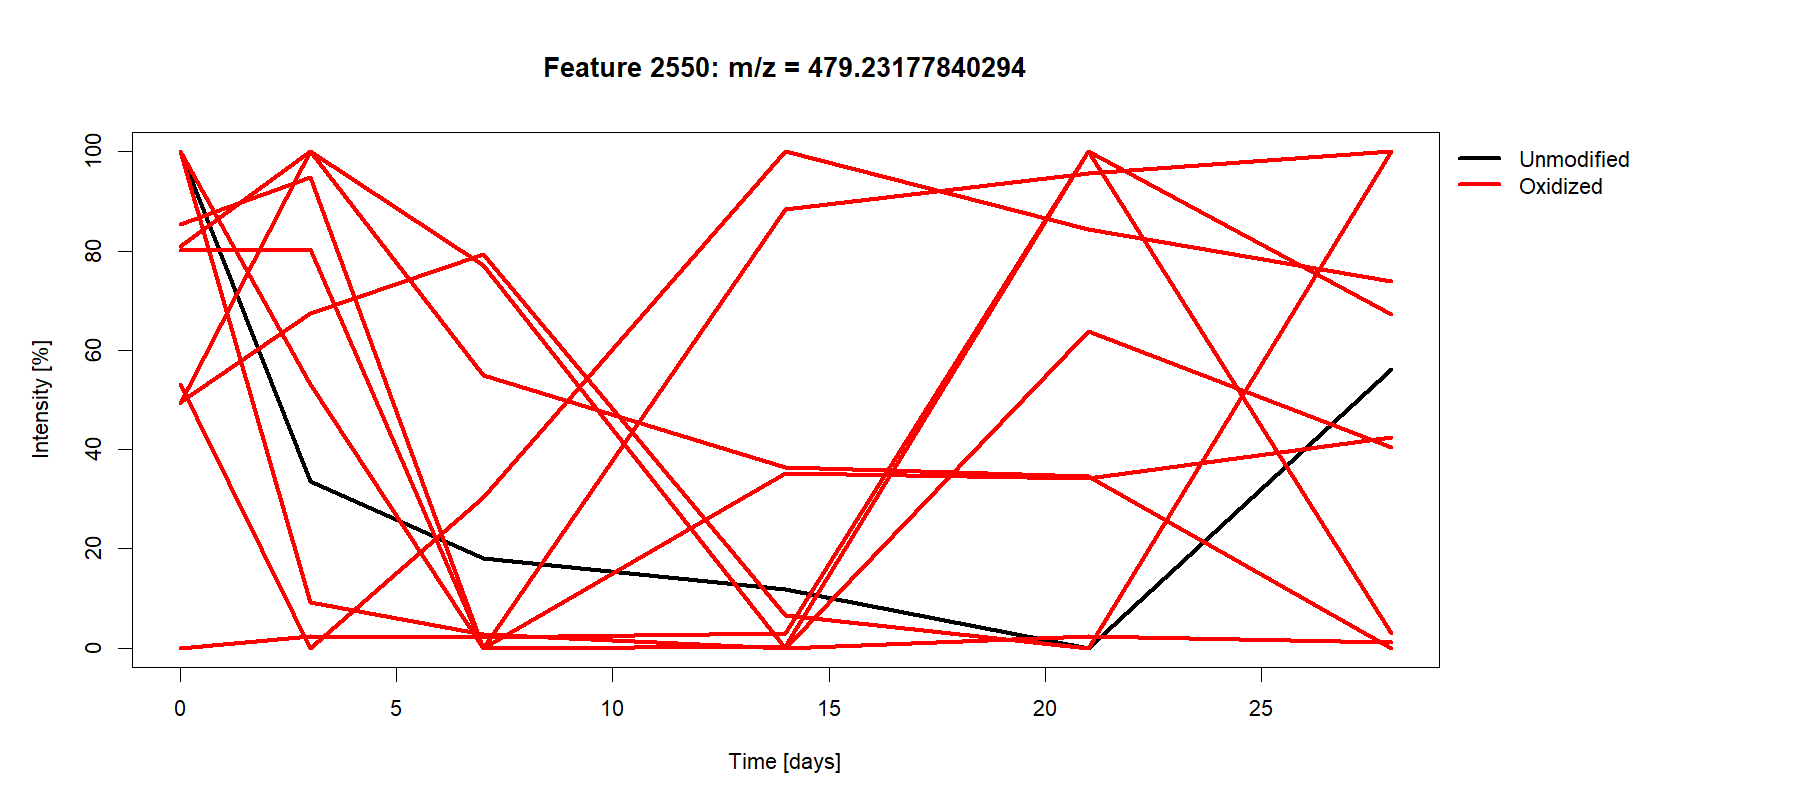 Feature 2550: m/z = 479.23177840294
Unmodified
Oxidized
Intensity [%]
100
80
60
40
20
0
0 5 10 15 20 25
Time [days]